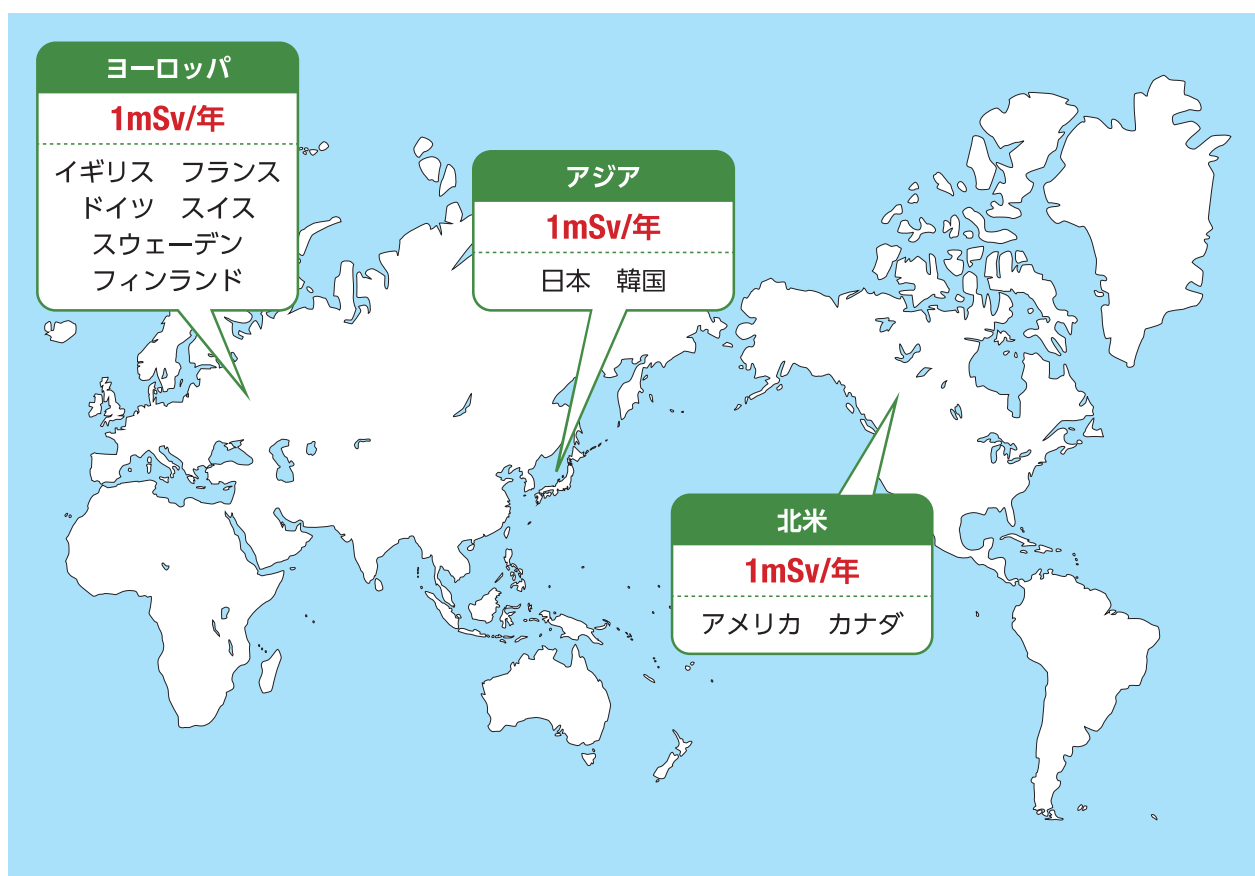 ヨーロッパ
1mSv/年
イギリス　フランス
ドイツ　スイス
スウェーデン
フィンランド
アジア
1mSv/年
日本　韓国
北米
1mSv/年
アメリカ　カナダ